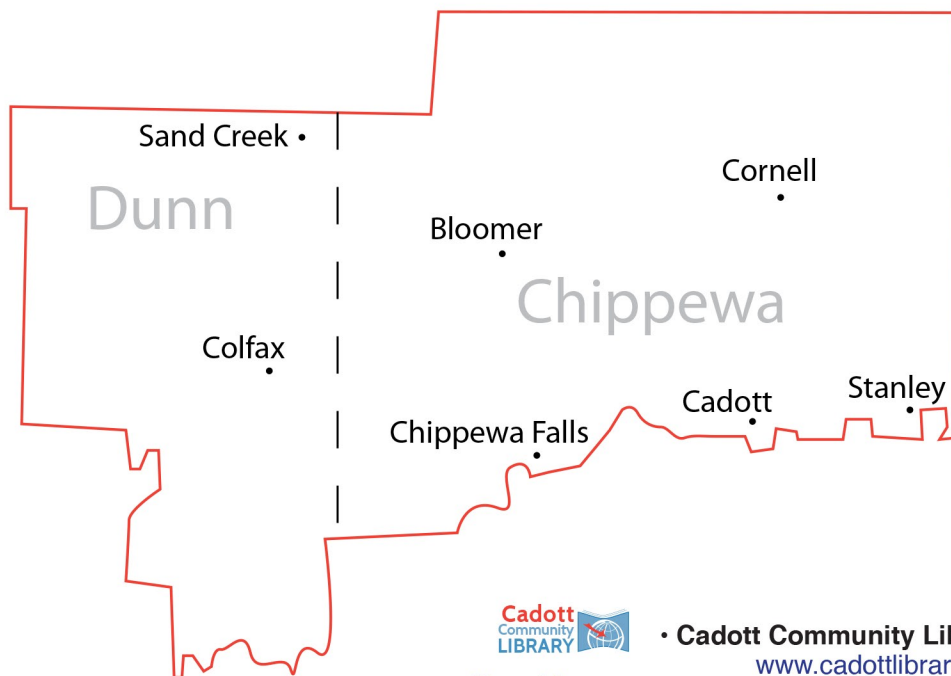 Sand Creek
Cornell
Dunn
Bloomer
Chippewa
Colfax
Stanley
Cadott
Chippewa Falls
Cadott
Community
LIBRARY
• Cadott Community Li
www.cadottlibrar